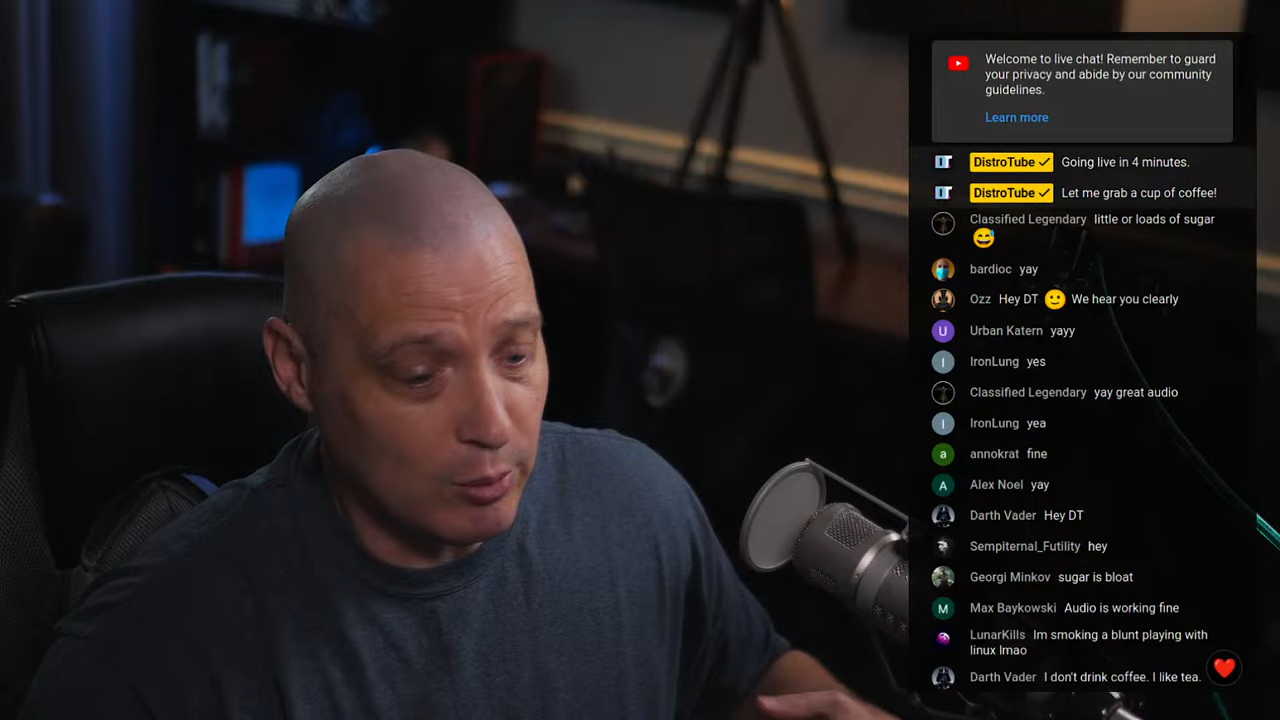 Welcome to live chat! Remember to guard
your privacy and abide by our community
guidelines.
Learn more
DistroTube Going live in 4 minutes.
DistroTube Let me grab a cup of coffee!
Classified Legendary little or loads of sugar
😅
bardioc yay
Ozz Hey DT 🙂 We hear you clearly
U Urban Katern yayy
I IronLung yes
Classified Legendary yay great audio
I IronLung yea
a annokrat fine
A Alex Noel yay
Darth Vader Hey DT
Sempiternal_Futility hey
Georgi Minkov sugar is bloat
M Max Baykowski Audio is working fine
LunarKills Im smoking a blunt playing with
linux lmao
Darth Vader I don't drink coffee. I like tea.